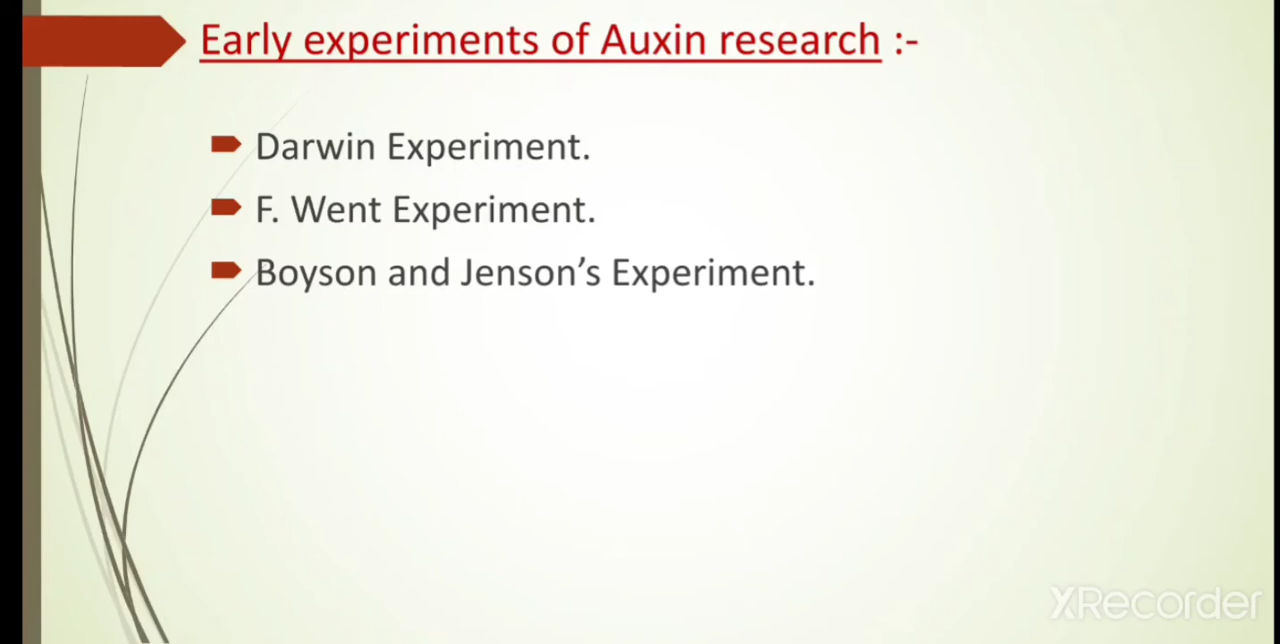 Early experiments of Auxin research :-
Darwin Experiment.
F. Went Experiment.
Boyson and Jenson’s Experiment.
XRecorder